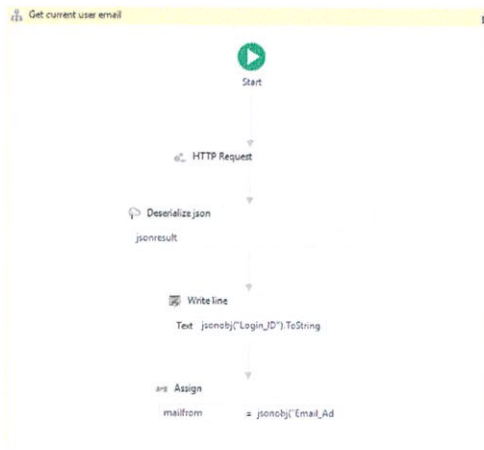 Get current user email
Start
HTTP Request
Deserialize json
jsonresult
Write line
Text jsonobj("Login_ID").ToString
A+B Assign
mailfrom = jsonobj("Email_Ad